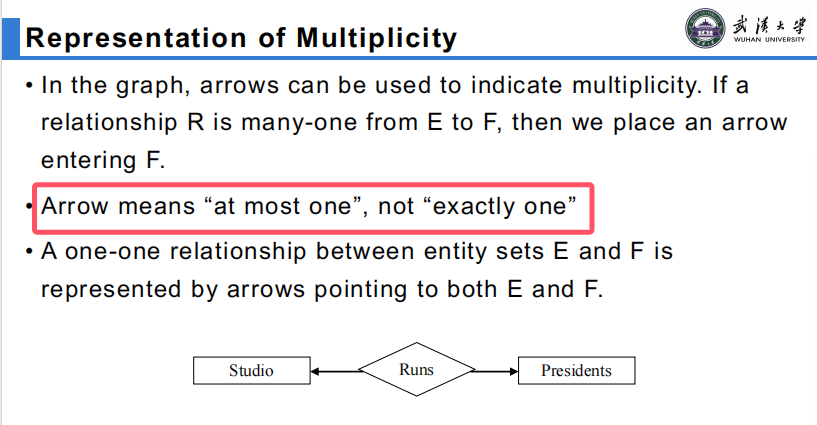 Representation of Multiplicity
武汉大学
WUHAN UNIVERSITY
• In the graph, arrows can be used to indicate multiplicity. If a
relationship R is many-one from E to F, then we place an arrow
entering F.
• Arrow means “at most one”, not “exactly one”
• A one-one relationship between entity sets E and F is
represented by arrows pointing to both E and F.
Studio
Runs
Presidents